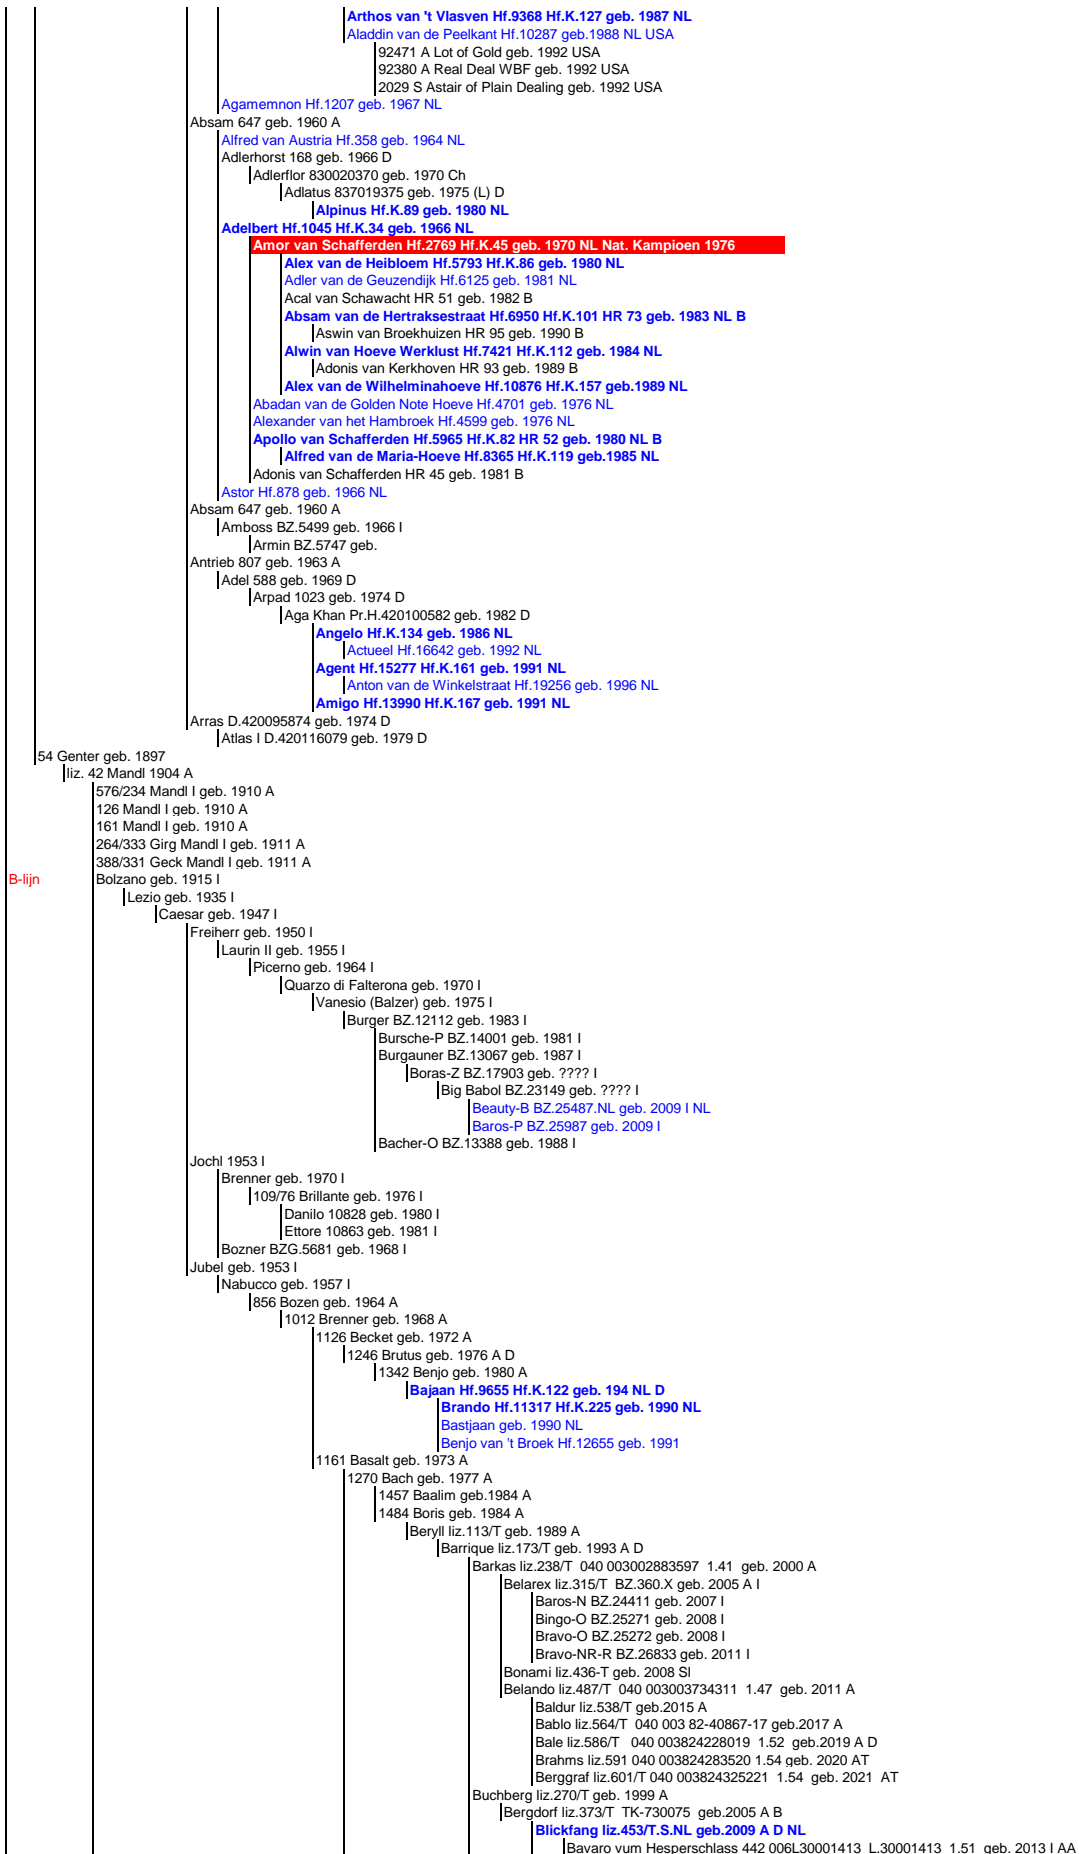 Arthos van 't Vlasven Hf.9368 Hf.K.127 geb. 1987 NL
Aladdin van de Peelkant Hf.10287 geb.1988 NL USA
92471 A Lot of Gold geb. 1992 USA
92380 A Real Deal WBF geb. 1992 USA
2029 S Astair of Plain Dealing geb. 1992 USA
Agamemnon Hf.1207 geb. 1967 NL
Absam 647 geb. 1960 A
Alfred van Austria Hf.358 geb. 1964 NL
Adlerhorst 168 geb. 1966 D
Adlerflor 830020370 geb. 1970 Ch
Adlatus 837019375 geb. 1975 (L) D
Alpinus Hf.K.89 geb. 1980 NL
Adelbert Hf.1045 Hf.K.34 geb. 1966 NL
Amor van Schafferden Hf.2769 Hf.K.45 geb. 1970 NL Nat. Kampioen 1976
Alex van de Heibloem Hf.5793 Hf.K.86 geb. 1980 NL
Adler van de Geuzendijk Hf.6125 geb. 1981 NL
Acal van Schawacht HR 51 geb. 1982 B
Absam van de Hertraksestraat Hf.6950 Hf.K.101 HR 73 geb. 1983 NL B
Aswin van Broekhuizen HR 95 geb. 1990 B
Alwin van Hoeve Werklust Hf.7421 Hf.K.112 geb. 1984 NL
Adonis van Kerkhoven HR 93 geb. 1989 B
Alex van de Wilhelminahoeve Hf.10876 Hf.K.157 geb.1989 NL
Abadan van de Golden Note Hoeve Hf.4701 geb. 1976 NL
Alexander van het Hambroek Hf.4599 geb. 1976 NL
Apollo van Schafferden Hf.5965 Hf.K.82 HR 52 geb. 1980 NL B
Alfred van de Maria-Hoeve Hf.8365 Hf.K.119 geb.1985 NL
Adonis van Schafferden HR 45 geb. 1981 B
Astor Hf.878 geb. 1966 NL
Absam 647 geb. 1960 A
Amboss BZ.5499 geb. 1966 I
Armin BZ.5747 geb.
Antrieb 807 geb. 1963 A
Adel 588 geb. 1969 D
Arpad 1023 geb. 1974 D
Aga Khan Pr.H.420100582 geb. 1982 D
Angelo Hf.K.134 geb. 1986 NL
Actueel Hf.16642 geb. 1992 NL
Agent Hf.15277 Hf.K.161 geb. 1991 NL
Anton van de Winkelstraat Hf.19256 geb. 1996 NL
Amigo Hf.13990 Hf.K.167 geb. 1991 NL
Arras D.420095874 geb. 1974 D
Atlas I D.420116079 geb. 1979 D
54 Genter geb. 1897
liz. 42 Mandl 1904 A
576/234 Mandl I geb. 1910 A
126 Mandl I geb. 1910 A
161 Mandl I geb. 1910 A
264/333 Girg Mandl I geb. 1911 A
388/331 Geck Mandl I geb. 1911 A
B-lijn Bolzano geb. 1915 I
Lezio geb. 1935 I
Caesar geb. 1947 I
Freiherr geb. 1950 I
Laurin II geb. 1955 I
Picerno geb. 1964 I
Quarzo di Falterona geb. 1970 I
Vanesio (Balzer) geb. 1975 I
Burger BZ.12112 geb. 1983 I
Bursche-P BZ.14001 geb. 1981 I
Burgauner BZ.13067 geb. 1987 I
Boras-Z BZ.17903 geb. ???? I
Big Babol BZ.23149 geb. ???? I
Beauty-B BZ.25487.NL geb. 2009 I NL
Baros-P BZ.25987 geb. 2009 I
Bacher-O BZ.13388 geb. 1988 I
Jochl 1953 I
Brenner geb. 1970 I
109/76 Brillante geb. 1976 I
Danilo 10828 geb. 1980 I
Ettore 10863 geb. 1981 I
Bozner BZG.5681 geb. 1968 I
Jubel geb. 1953 I
Nabucco geb. 1957 I
856 Bozen geb. 1964 A
1012 Brenner geb. 1968 A
1126 Becket geb. 1972 A
1246 Brutus geb. 1976 A D
1342 Benjo geb. 1980 A
Bajaan Hf.9655 Hf.K.122 geb. 194 NL D
Brando Hf.11317 Hf.K.225 geb. 1990 NL
Bastjaan geb. 1990 NL
Benjo van 't Broek Hf.12655 geb. 1991
1161 Basalt geb. 1973 A
1270 Bach geb. 1977 A
1457 Baalim geb.1984 A
1484 Boris geb. 1984 A
Beryll liz.113/T geb. 1989 A
Barrique liz.173/T geb. 1993 A D
Barkas liz.238/T 040 003002883597 1.41 geb. 2000 A
Belarex liz.315/T BZ.360.X geb. 2005 A I
Baros-N BZ.24411 geb. 2007 I
Bingo-O BZ.25271 geb. 2008 I
Bravo-O BZ.25272 geb. 2008 I
Bravo-NR-R BZ.26833 geb. 2011 I
Bonami liz.436-T geb. 2008 Sl
Belando liz.487/T 040 003003734311 1.47 geb. 2011 A
Baldur liz.538/T geb.2015 A
Bablo liz.564/T 040 003 82-40867-17 geb.2017 A
Bale liz.586/T 040 003824228019 1.52 geb.2019 A D
Brahms liz.591 040 003824283520 1.54 geb. 2020 AT
Berggraf liz.601/T 040 003824325221 1.54 geb. 2021 AT
Buchberg liz.270/T geb. 1999 A
Bergdorf liz.373/T TK-730075 geb.2005 A B
Blickfang liz.453/T.S.NL geb.2009 A D NL
Bavaro vum Hesperschlass 442 006L30001413 L.30001413 1.51 geb. 2013 I AA